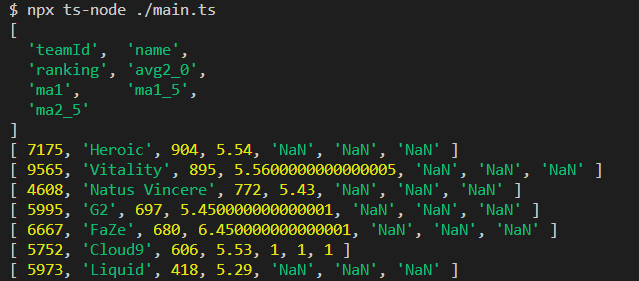 $ npx ts-node ./main.ts
[
  'teamId',  'name',
  'ranking', 'avg2_0',
  'ma1',     'ma1_5',
  'ma2_5'
]
[ 7175, 'Heroic', 904, 5.54, 'NaN', 'NaN', 'NaN' ]
[ 9565, 'Vitality', 895, 5.5600000000000005, 'NaN', 'NaN', 'NaN' ]
[ 4608, 'Natus Vincere', 772, 5.43, 'NaN', 'NaN', 'NaN' ]
[ 5995, 'G2', 697, 5.450000000000001, 'NaN', 'NaN', 'NaN' ]
[ 6667, 'FaZe', 680, 6.450000000000001, 'NaN', 'NaN', 'NaN' ]
[ 5752, 'Cloud9', 606, 5.53, 1, 1, 1 ]
[ 5973, 'Liquid', 418, 5.29, 'NaN', 'NaN', 'NaN' ]